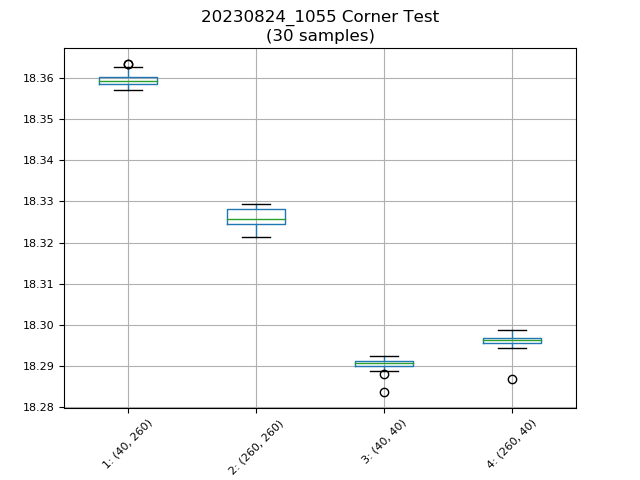 20230824_1055 Corner Test
(30 samples)
18.36
18.35
18.34
18.33
18.32
18.31
18.30
18.29
18.28
1: (40, 260)
2: (260, 260)
3: (40, 40)
4: (260, 40)